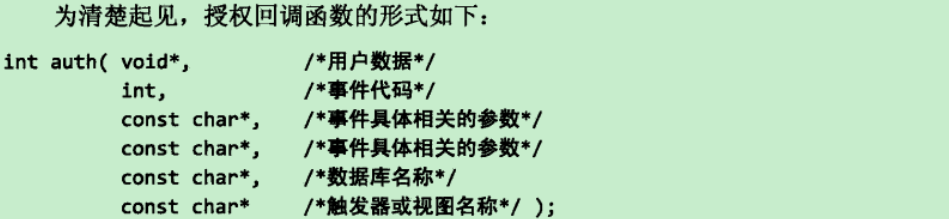 为清楚起见，授权回调函数的形式如下：
int auth( void*, /*用户数据*/
int, /*事件代码*/
const char*, /*事件具体相关的参数*/
const char*, /*事件具体相关的参数*/
const char*, /*数据库名称*/
const char* /*触发器或视图名称*/ );